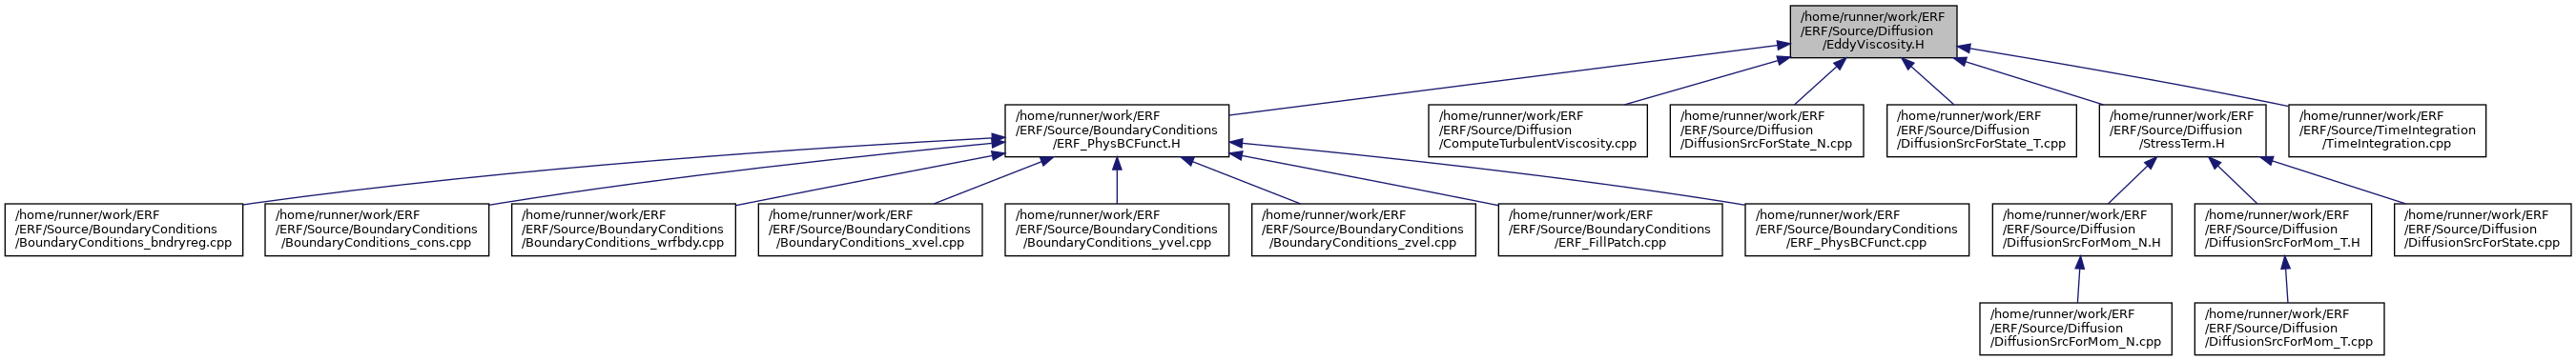 /home/runner/work/ERF
/ERF/Source/Diffusion
/EddyViscosity.H
/home/runner/work/ERF
/ERF/Source/BoundaryConditions
/ERF_PhysBCFunct.H
/home/runner/work/ERF
/ERF/Source/Diffusion
/ComputeTurbulentViscosity.cpp
/home/runner/work/ERF
/ERF/Source/Diffusion
/DiffusionSrcForState_N.cpp
/home/runner/work/ERF
/ERF/Source/Diffusion
/DiffusionSrcForState_T.cpp
/home/runner/work/ERF
/ERF/Source/Diffusion
/StressTerm.H
/home/runner/work/ERF
/ERF/Source/TimeIntegration
/TimeIntegration.cpp
/home/runner/work/ERF
/ERF/Source/BoundaryConditions
/BoundaryConditions_bndryreg.cpp
/home/runner/work/ERF
/ERF/Source/BoundaryConditions
/BoundaryConditions_cons.cpp
/home/runner/work/ERF
/ERF/Source/BoundaryConditions
/BoundaryConditions_wrfbdy.cpp
/home/runner/work/ERF
/ERF/Source/BoundaryConditions
/BoundaryConditions_xvel.cpp
/home/runner/work/ERF
/ERF/Source/BoundaryConditions
/BoundaryConditions_yvel.cpp
/home/runner/work/ERF
/ERF/Source/BoundaryConditions
/BoundaryConditions_zvel.cpp
/home/runner/work/ERF
/ERF/Source/BoundaryConditions
/ERF_FillPatch.cpp
/home/runner/work/ERF
/ERF/Source/BoundaryConditions
/ERF_PhysBCFunct.cpp
/home/runner/work/ERF
/ERF/Source/Diffusion
/DiffusionSrcForMom_N.H
/home/runner/work/ERF
/ERF/Source/Diffusion
/DiffusionSrcForMom_T.H
/home/runner/work/ERF
/ERF/Source/Diffusion
/DiffusionSrcForState.cpp
/home/runner/work/ERF
/ERF/Source/Diffusion
/DiffusionSrcForMom_N.cpp
/home/runner/work/ERF
/ERF/Source/Diffusion
/DiffusionSrcForMom_T.cpp